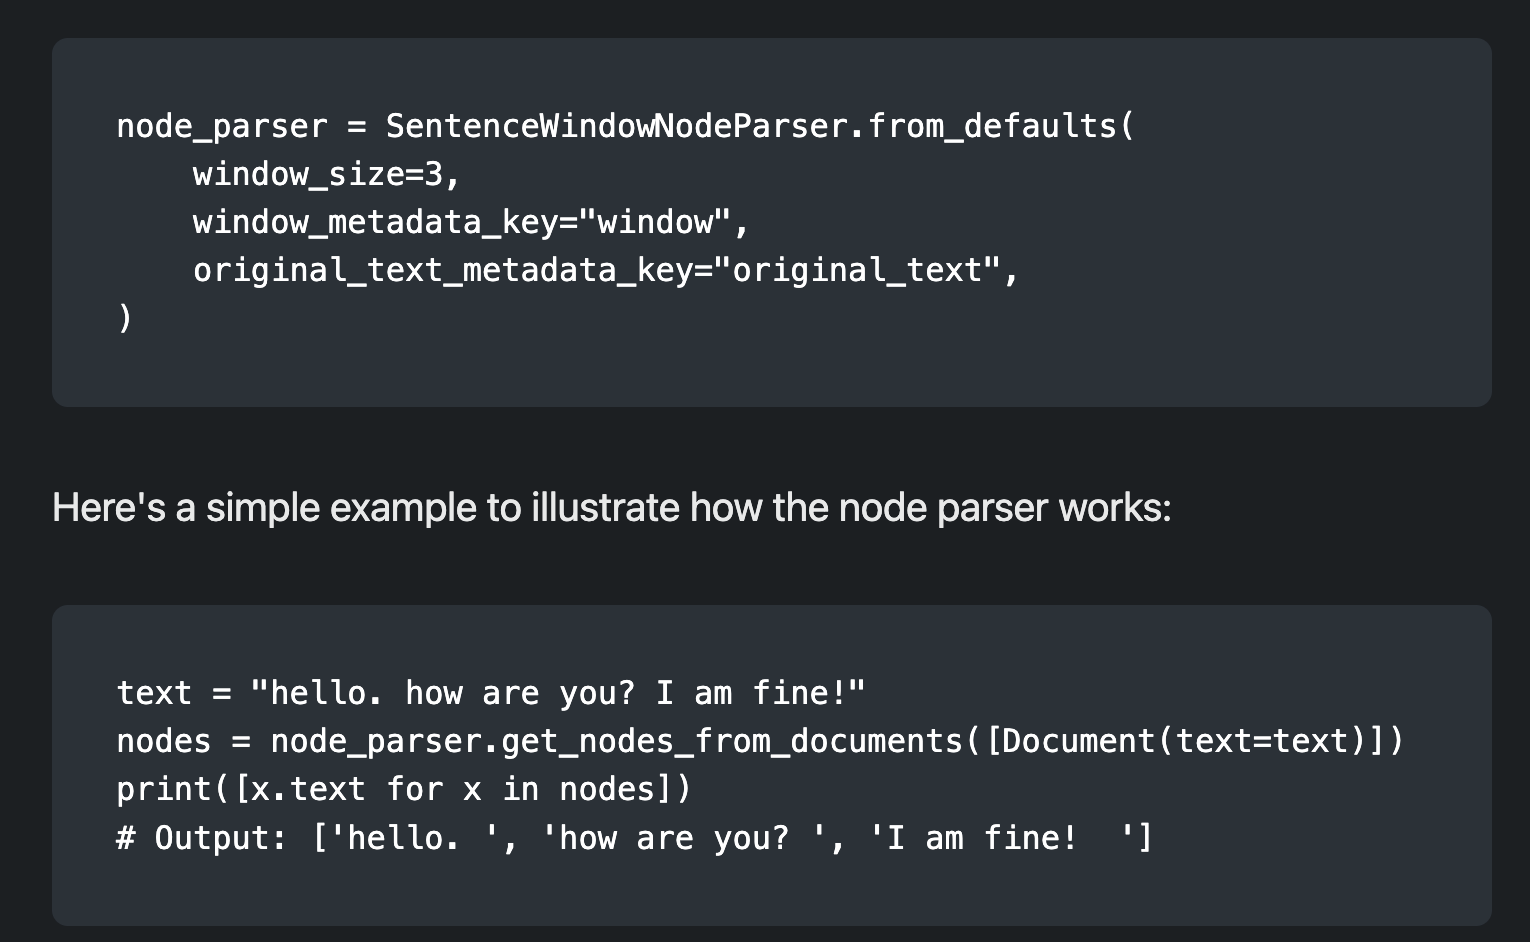 node_parser = SentenceWindowNodeParser.from_defaults(
    window_size=3,
    window_metadata_key="window",
    original_text_metadata_key="original_text",
)
Here's a simple example to illustrate how the node parser works:
text = "hello. how are you? I am fine!"
nodes = node_parser.get_nodes_from_documents([Document(text=text)])
print([x.text for x in nodes])
# Output: ['hello. ', 'how are you? ', 'I am fine!  ']